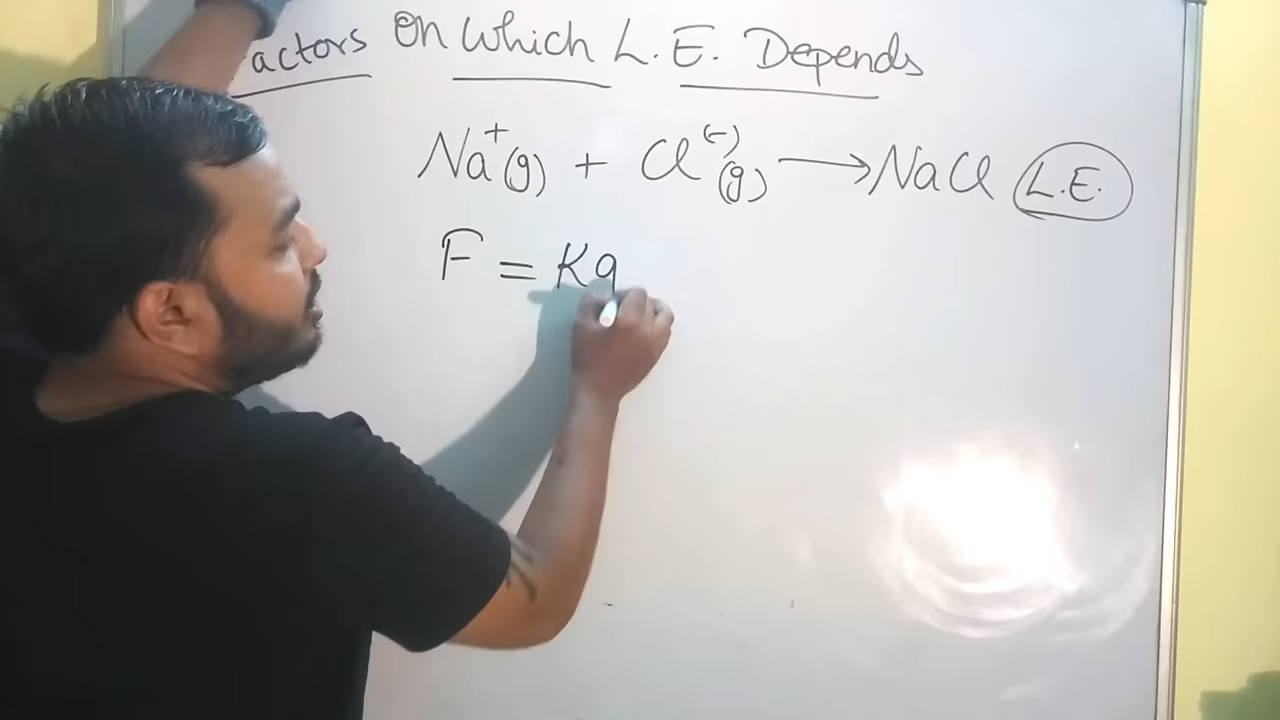 actors On Which L.E. Depends
Na⁺(g) + Cl⁽⁻⁾(g) → NaCl L.E.
F = Kq